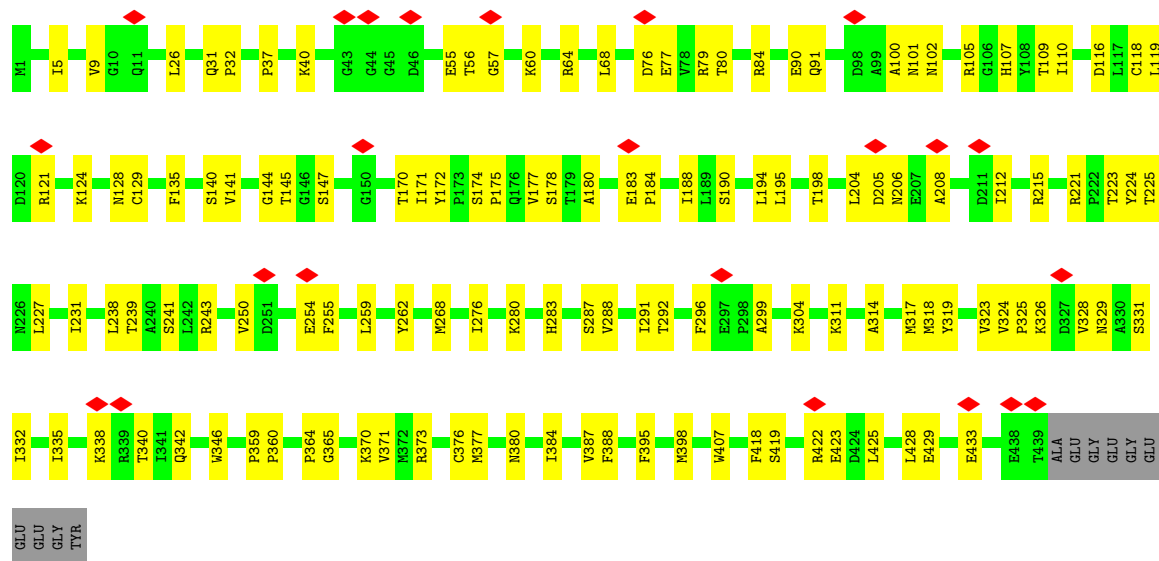 M1 I5 V9 G10 Q11 L26 Q31 P32 P37 K40 G43 G44 G45 D46 E55 T56 G57 K60 R64 L68 D76 E77 V78 R79 T80 R84 E90 Q91 D98 A99 A100 N101 N102 R105 G106 H107 Y108 T109 I110 D116 L117 C118 L119
D120 R121 K124 N128 C129 F135 S140 V141 G144 T145 G146 S147 G150 T170 I171 Y172 P173 S174 P175 Q176 V177 S178 T179 A180 E183 P184 I188 L189 S190 L194 L195 T198 L204 D205 N206 E207 A208 D211 I212 R215 R221 P222 T223 Y224 T225
N226 L227 I231 L238 T239 A240 S241 L242 R243 V250 D251 E254 F255 L259 Y262 M268 I276 K280 H283 S287 V288 I291 T292 F296 E297 P298 A299 K304 K311 A314 M317 M318 Y319 V323 V324 P325 K326 D327 V328 N329 A330 S331
I332 I335 K338 R339 T340 I341 Q342 W346 P359 P360 P364 G365 K370 V371 M372 R373 C376 M377 N380 I384 V387 F388 F395 M398 W407 F418 S419 R422 E423 D424 L425 L428 E429 E433 E438 T439 ALA GLU GLY GLU GLY GLU
GLU GLU GLY TYR